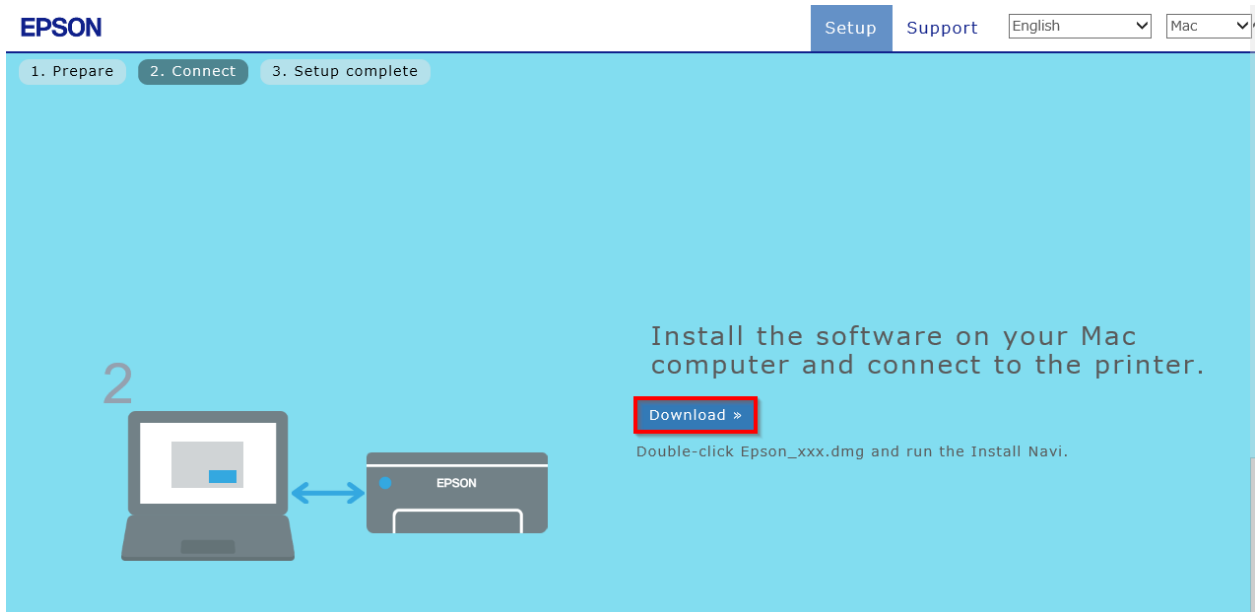 EPSON
Setup
Support
English
Mac
1. Prepare
2. Connect
3. Setup complete
Install the software on your Mac
computer and connect to the printer.
2
Download »
Double-click Epson_xxx.dmg and run the Install Navi.
EPSON